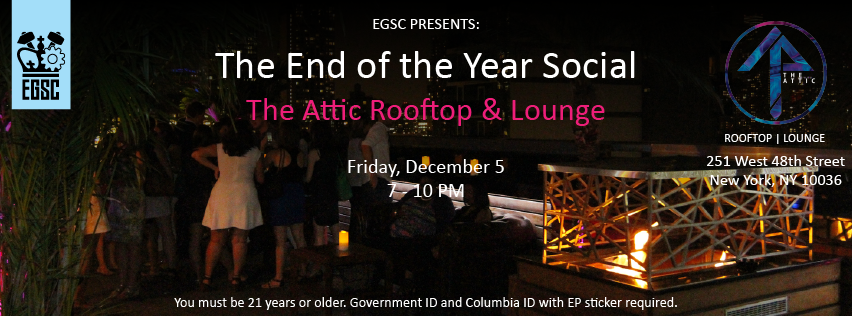 EGSC PRESENTS:
The End of the Year Social
The Attic Rooftop & Lounge
Friday, December 5
7 - 10 PM
EGSC
THE
ATTIC
ROOFTOP | LOUNGE
251 West 48th Street
New York, NY 10036
You must be 21 years or older. Government ID and Columbia ID with EP sticker required.